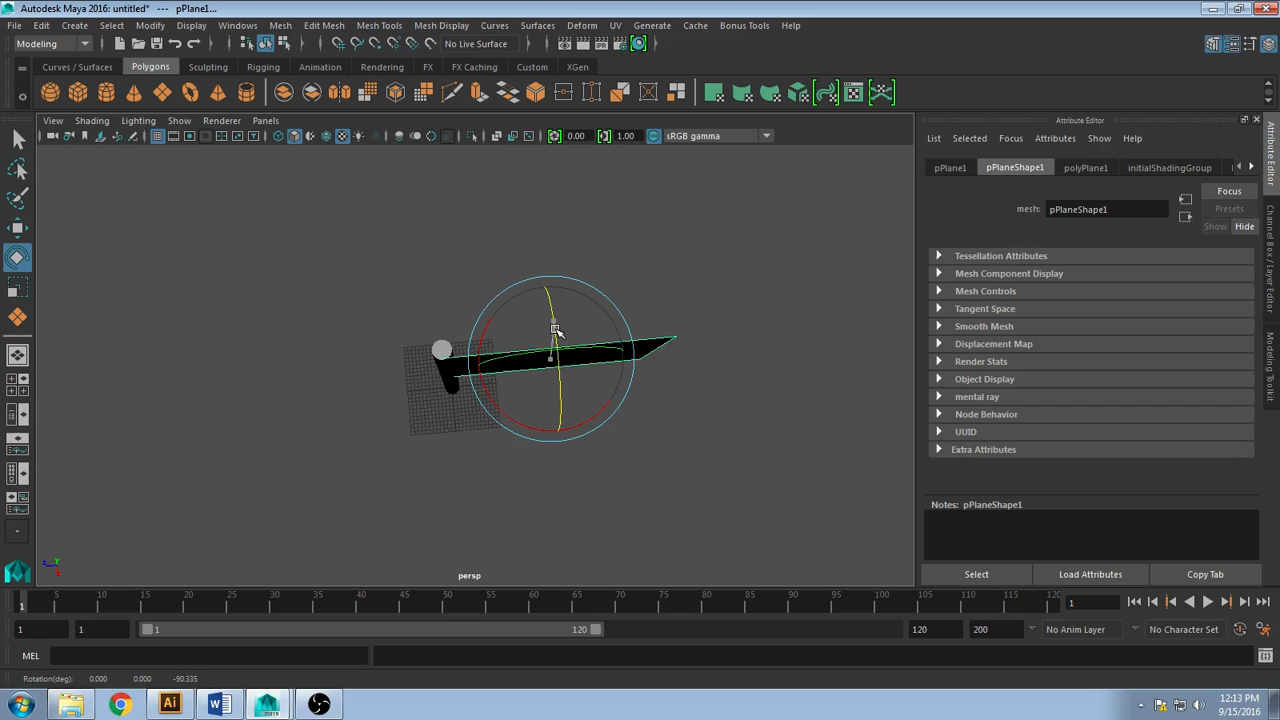 Autodesk Maya 2016: untitled*   ---   pPlane1...
File Edit Create Select Modify Display Windows Mesh Edit Mesh Mesh Tools Mesh Display Curves Surfaces Deform UV Generate Cache Bonus Tools Help
Modeling No Live Surface
Curves / Surfaces Polygons Sculpting Rigging Animation Rendering FX FX Caching Custom XGen
View Shading Lighting Show Renderer Panels
0.00 1.00 sRGB gamma
persp
Attribute Editor
List Selected Focus Attributes Show Help
pPlane1 pPlaneShape1 polyPlane1 initialShadingGroup
Focus
mesh: pPlaneShape1 Presets
Show Hide
Tessellation Attributes
Mesh Component Display
Mesh Controls
Tangent Space
Smooth Mesh
Displacement Map
Render Stats
Object Display
mental ray
Node Behavior
UUID
Extra Attributes
Notes: pPlaneShape1
Select Load Attributes Copy Tab
Attribute Editor
Channel Box / Layer Editor
Modeling Toolkit
1 5 10 15 20 25 30 35 40 45 50 55 60 65 70 75 80 85 90 95 100 105 110 115 120 1
1 1 1 120 120 200 No Anim Layer No Character Set
MEL
Rotation(deg): 0.000 0.000 -90.335
12:13 PM
9/15/2016